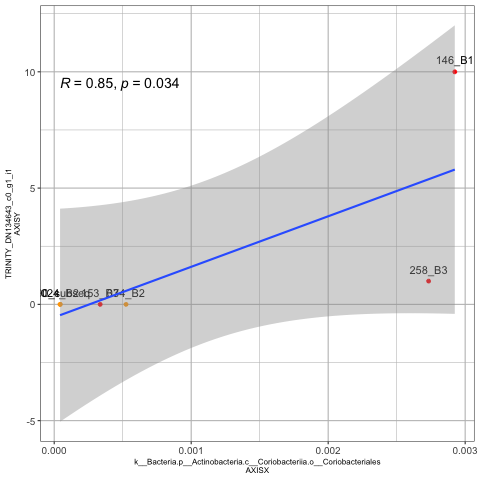 R = 0.85, p = 0.034
146_B1
258_B3
10
5
0
-5
0.000
0.001
0.002
0.003
k__Bacteria.p__Actinobacteria.c__Coriobacteriia.o__Coriobacteriales
AXISX
TRINITY_DN134643_c0_g1_i1
AXISY